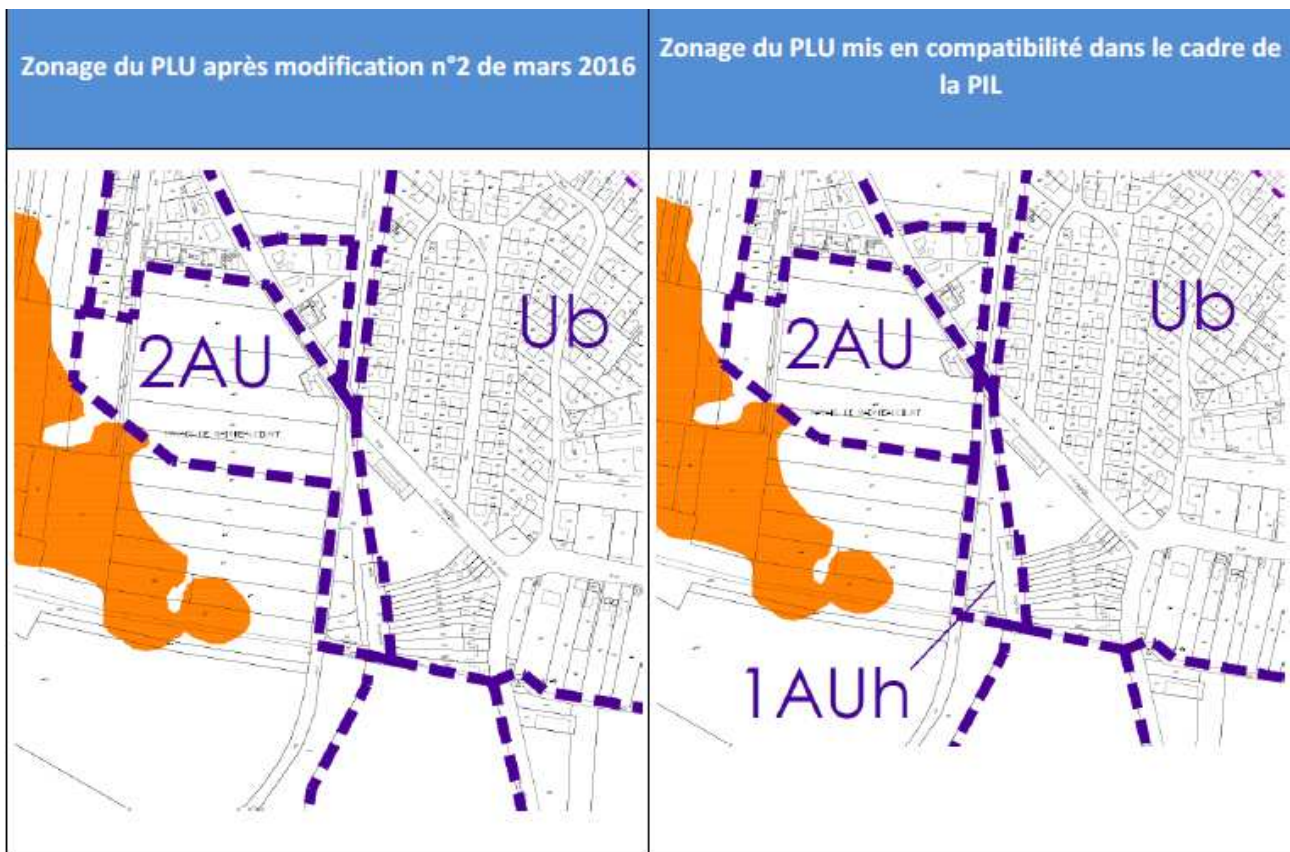 Zonage du PLU après modification n°2 de mars 2016
Zonage du PLU mis en compatibilité dans le cadre de
la PIL
2AU
Ub
2AU
Ub
1AUh